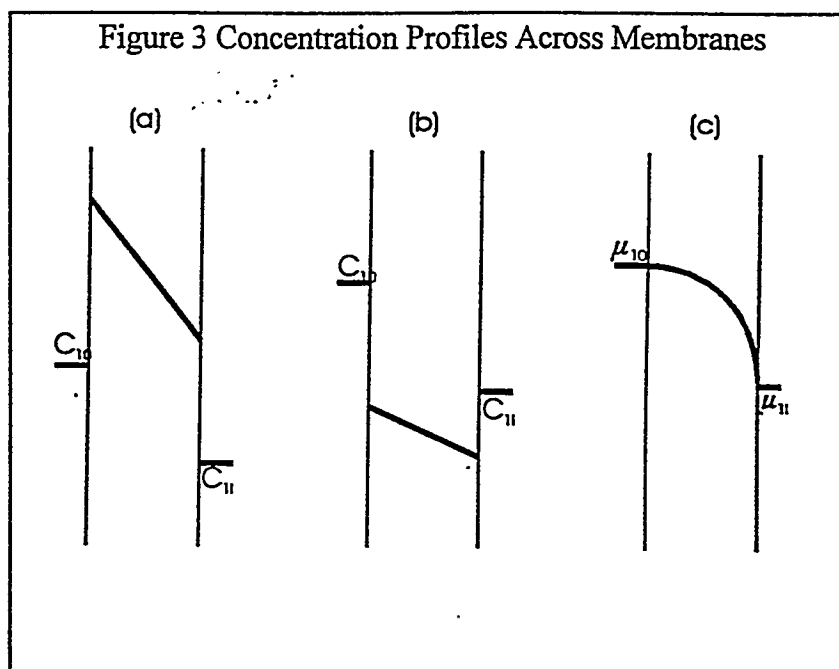 Figure 3 Concentration Profiles Across Membranes
(a)
(b)
(c)
C₁₀
C₁₁
C₁₀
C₁₁
μ₁₀
μ₁₁